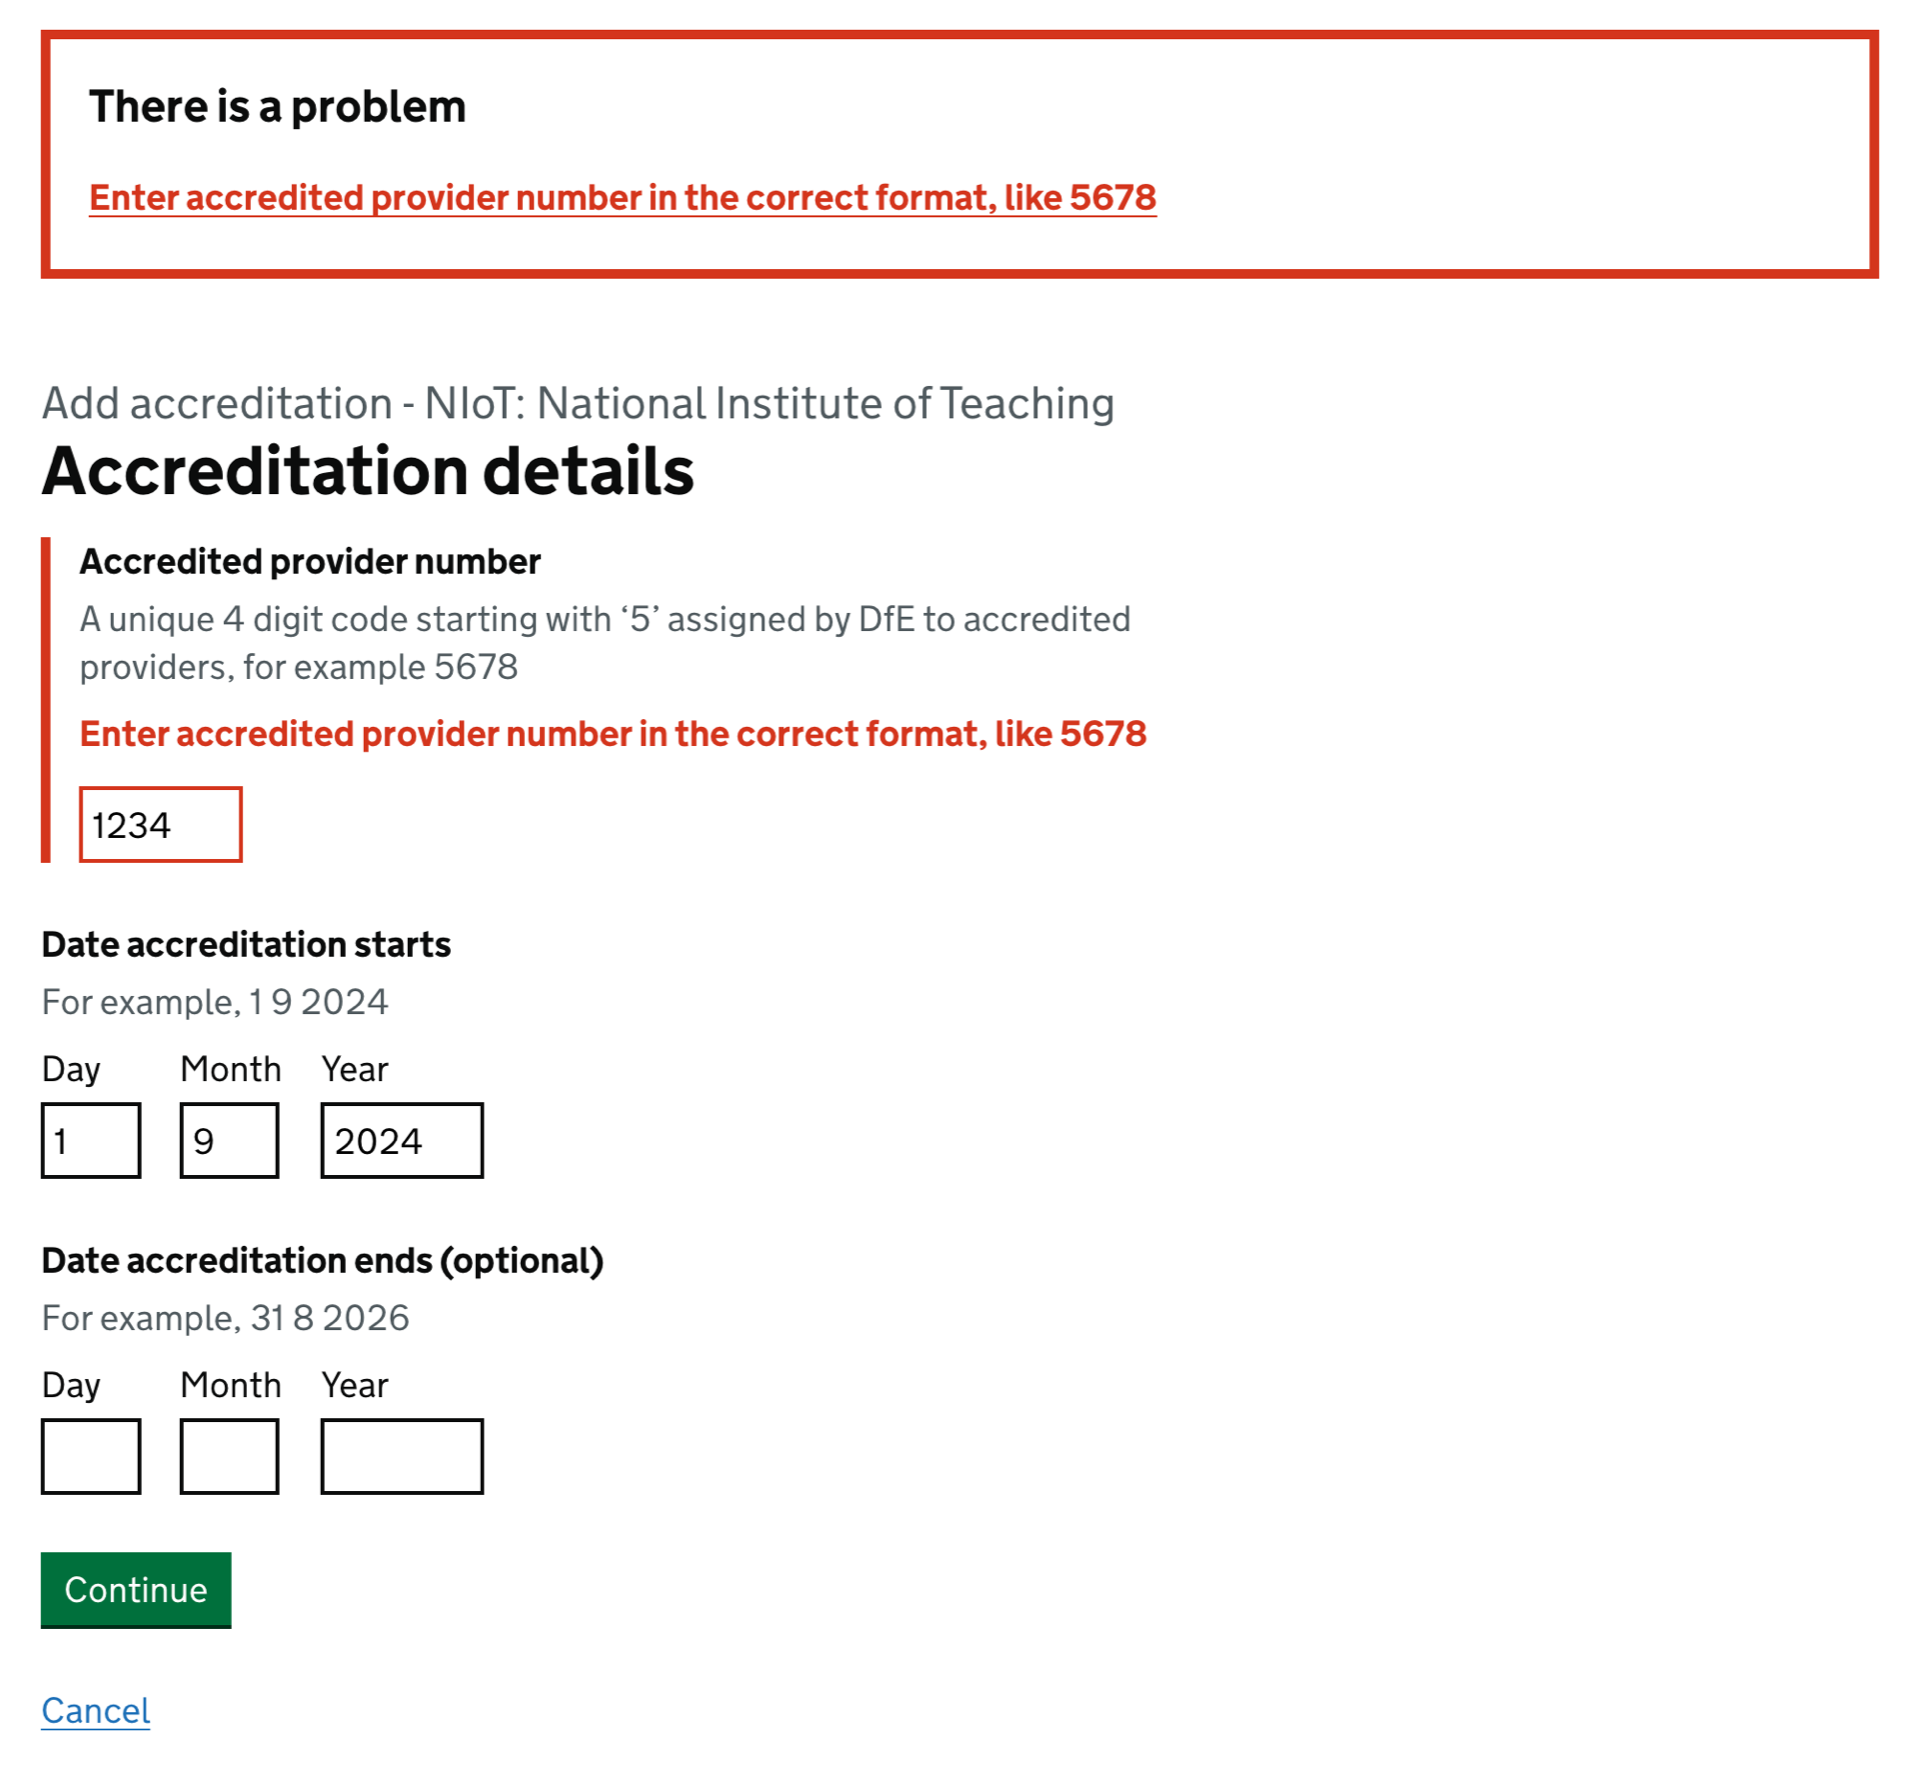 There is a problem
Enter accredited provider number in the correct format, like 5678
Add accreditation - NIoT: National Institute of Teaching
Accreditation details
Accredited provider number
A unique 4 digit code starting with ‘5’ assigned by DfE to accredited
providers, for example 5678
Enter accredited provider number in the correct format, like 5678
1234
Date accreditation starts
For example, 1 9 2024
Day Month Year
1 9 2024
Date accreditation ends (optional)
For example, 31 8 2026
Day Month Year
Continue
Cancel